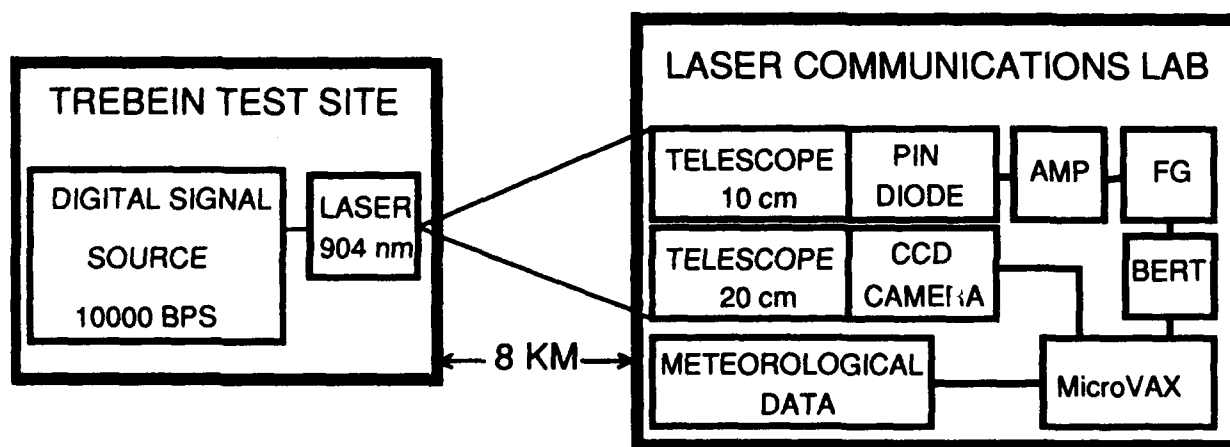 TREBEIN TEST SITE
DIGITAL SIGNAL
SOURCE
10000 BPS
LASER
904 nm
8 KM
LASER COMMUNICATIONS LAB
TELESCOPE
10 cm
PIN
DIODE
AMP
FG
TELESCOPE
20 cm
CCD
CAMERA
BERT
METEOROLOGICAL
DATA
MicroVAX